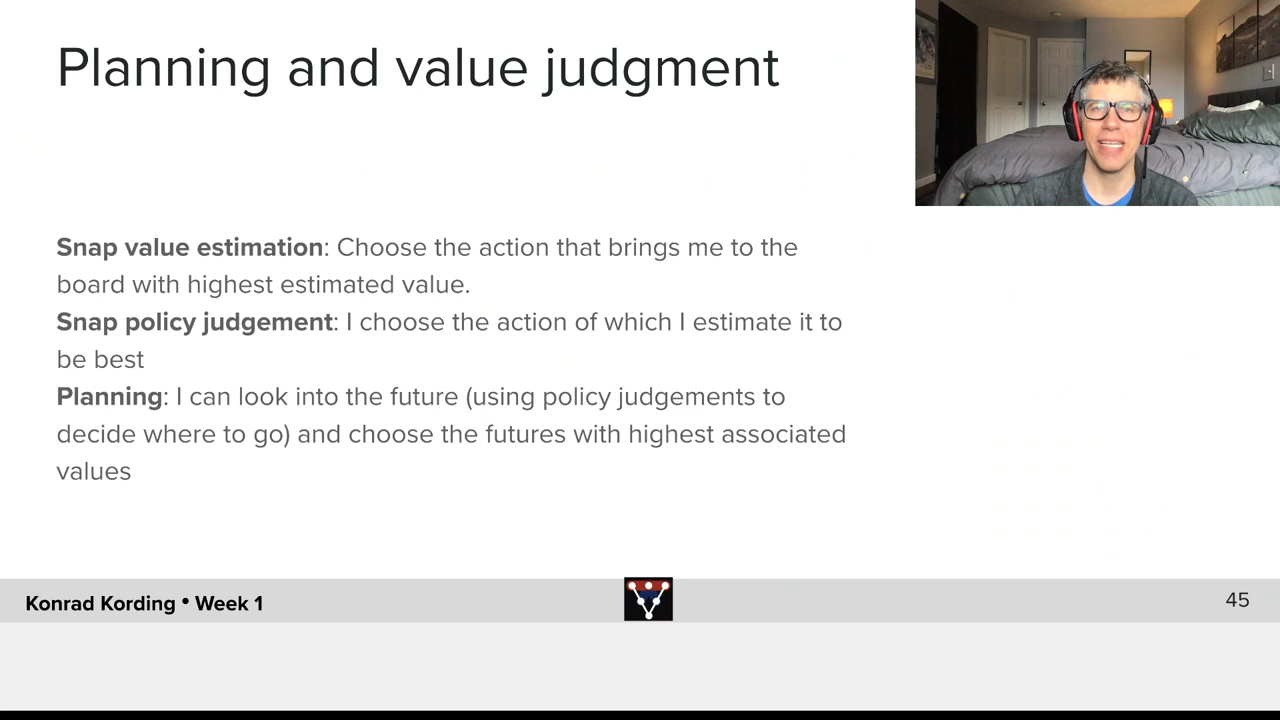 Planning and value judgment
Snap value estimation: Choose the action that brings me to the
board with highest estimated value.
Snap policy judgement: I choose the action of which I estimate it to
be best
Planning: I can look into the future (using policy judgements to
decide where to go) and choose the futures with highest associated
values
Konrad Kording • Week 1
45